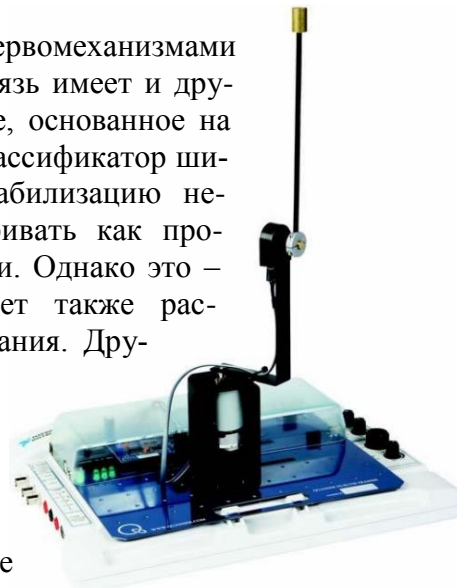 ервомеханизмами
язь имеет и дру-
е, основанное на
ассификатор ши-
абилизацию не-
ивать как про-
и. Однако это –
ет также рас-
ания. Дру-
е